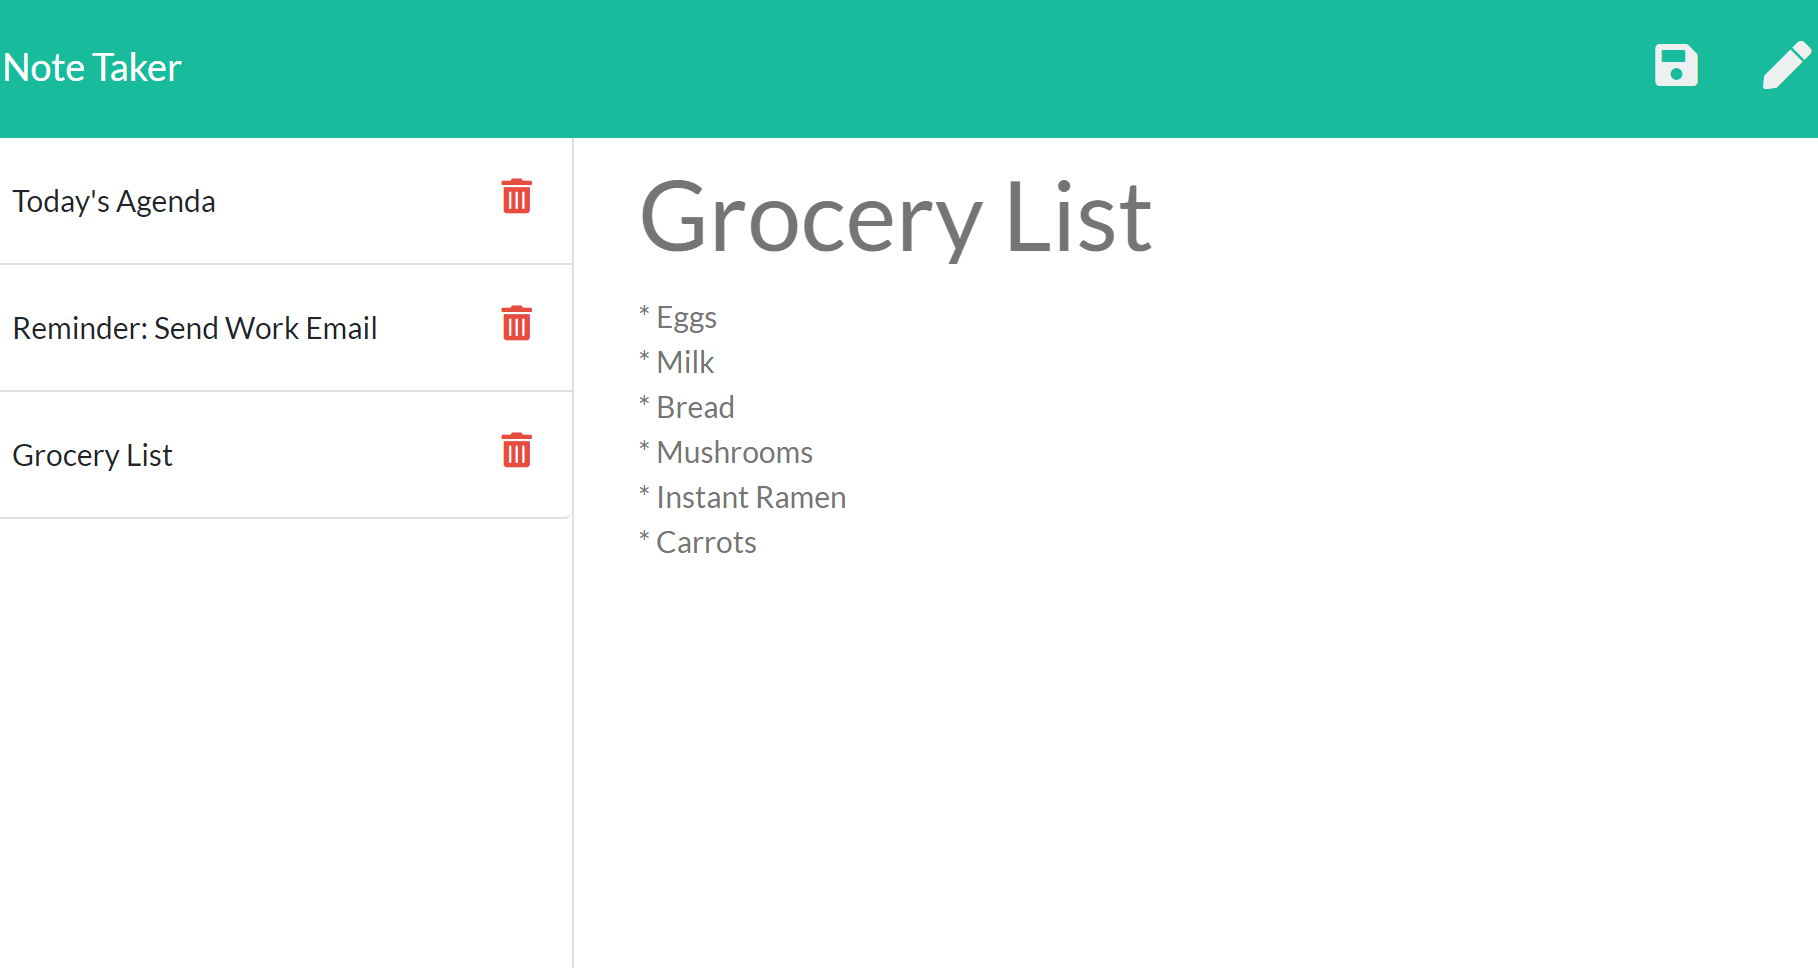 Note Taker
Today's Agenda
Reminder: Send Work Email
Grocery List
Grocery List
* Eggs
* Milk
* Bread
* Mushrooms
* Instant Ramen
* Carrots